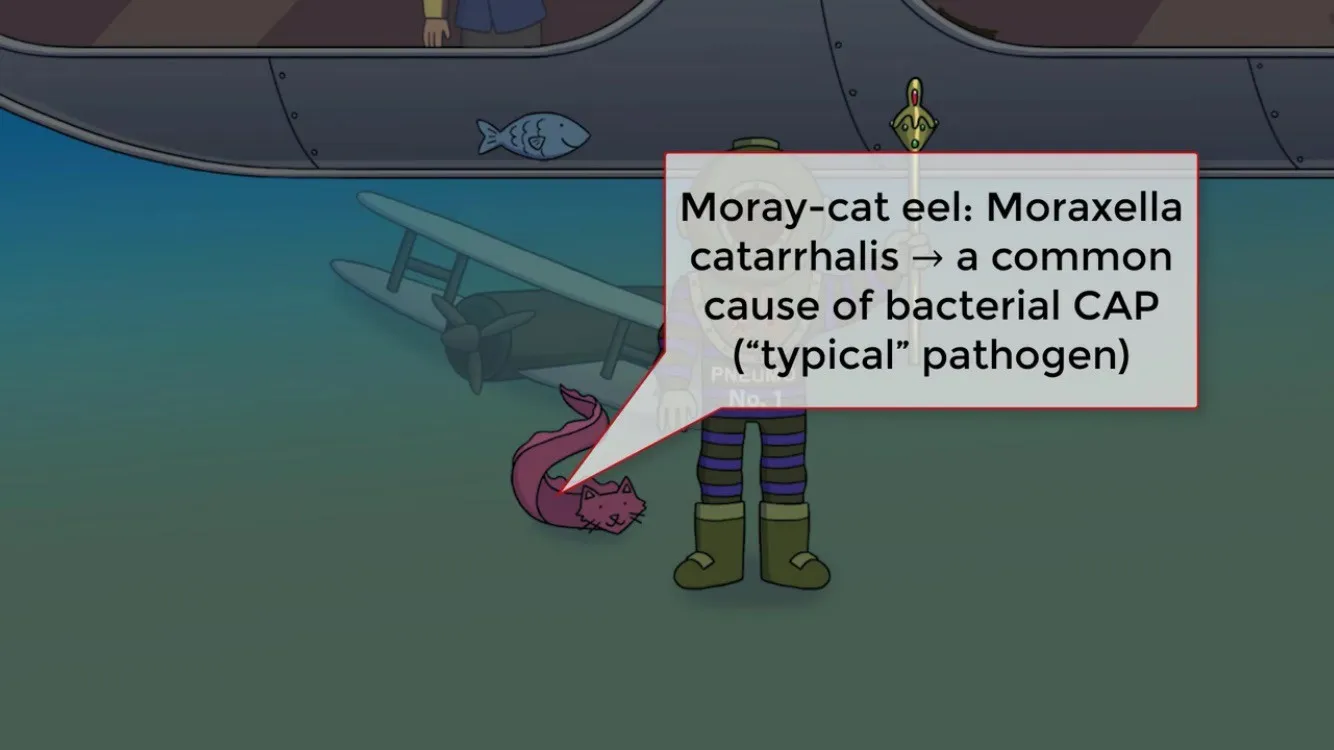 Moray-cat eel: Moraxella
catarrhalis → a common
cause of bacterial CAP
(“typical” pathogen)
PNEUMO
No. 1